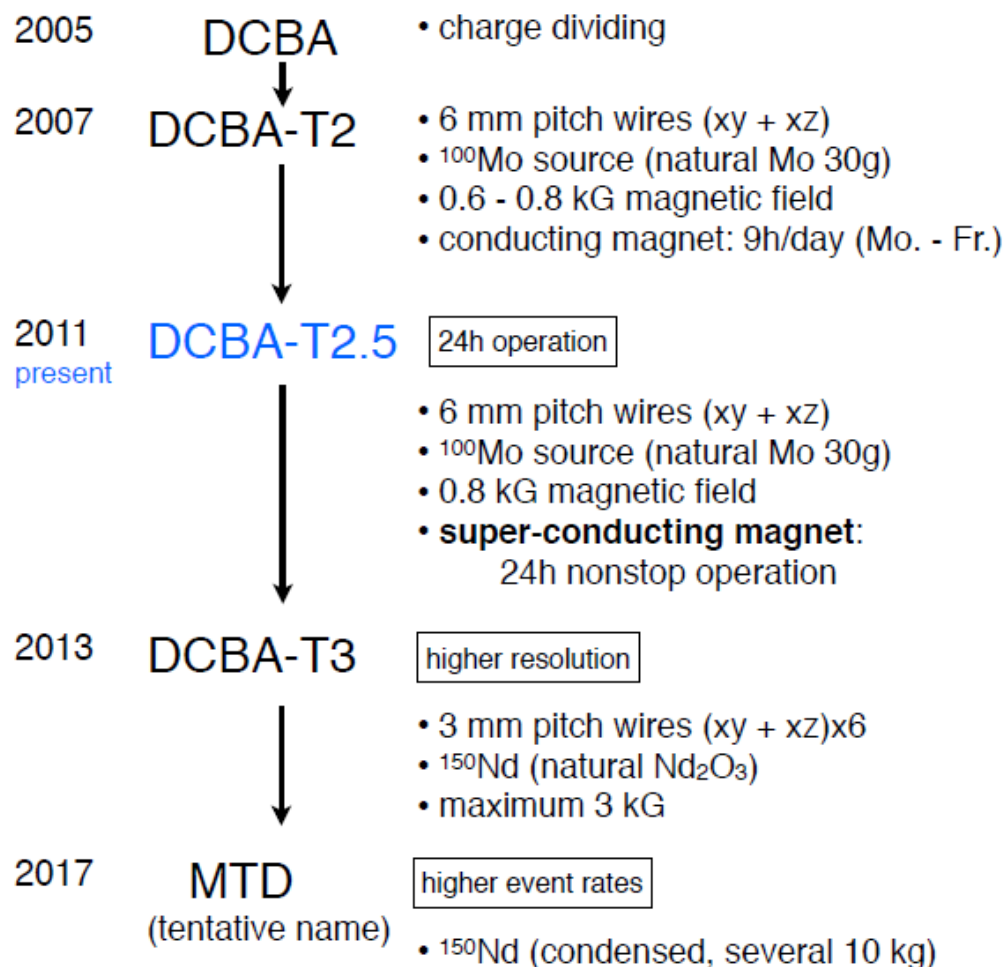 2005 DCBA • charge dividing
2007 DCBA-T2 • 6 mm pitch wires (xy + xz)
• ¹⁰⁰Mo source (natural Mo 30g)
• 0.6 - 0.8 kG magnetic field
• conducting magnet: 9h/day (Mo. - Fr.)
2011 DCBA-T2.5 24h operation
present
• 6 mm pitch wires (xy + xz)
• ¹⁰⁰Mo source (natural Mo 30g)
• 0.8 kG magnetic field
• super-conducting magnet:
24h nonstop operation
2013 DCBA-T3 higher resolution
• 3 mm pitch wires (xy + xz)x6
• ¹⁵⁰Nd (natural Nd₂O₃)
• maximum 3 kG
2017 MTD higher event rates
(tentative name)
• ¹⁵⁰Nd (condensed, several 10 kg)